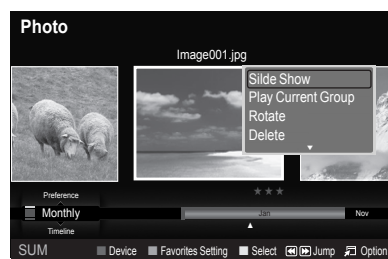 Photo
Image001.jpg
Silde Show
Play Current Group
Rotate
Delete
Preference
Monthly
Timeline
Jan
Nov
SUM
Device
Favorites Setting
Select
Jump
Option